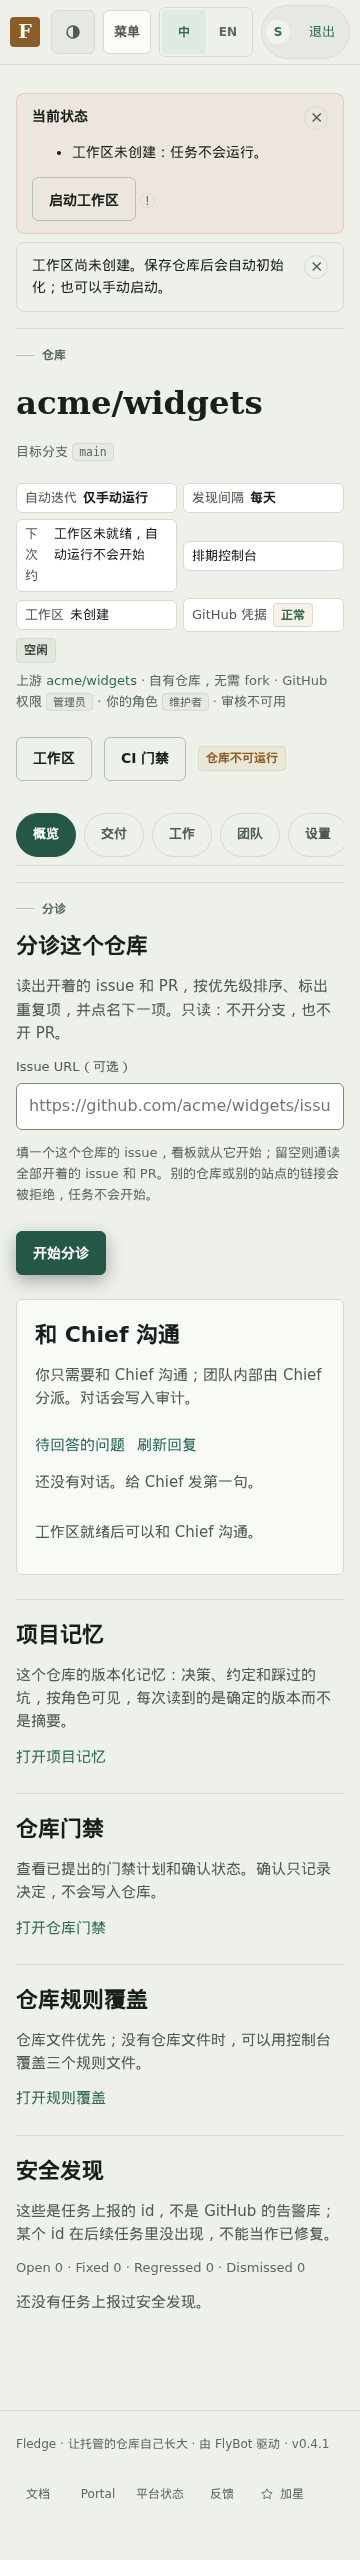 F 菜单 中 EN S 退出
当前状态
• 工作区未创建：任务不会运行。
启动工作区 !
工作区尚未创建。保存仓库后会自动初始
化；也可以手动启动。
仓库
acme/widgets
目标分支 main
自动迭代 仅手动运行
发现间隔 每天
下次约 工作区未就绪，自
动运行不会开始
排期控制台
工作区 未创建
GitHub 凭据 正常
空闲
上游 acme/widgets · 自有仓库，无需 fork · GitHub
权限 管理员 · 你的角色 维护者 · 审核不可用
工作区 CI 门禁 仓库不可运行
概览 交付 工作 团队 设置
分诊
分诊这个仓库
读出开着的 issue 和 PR，按优先级排序、标出
重复项，并点名下一项。只读：不开分支，也不
开 PR。
Issue URL（可选）
https://github.com/acme/widgets/issu
填一个这个仓库的 issue，看板就从它开始；留空则通读
全部开着的 issue 和 PR。别的仓库或别的站点的链接会
被拒绝，任务不会开始。
开始分诊
和 Chief 沟通
你只需要和 Chief 沟通；团队内部由 Chief
分派。对话会写入审计。
待回答的问题 刷新回复
还没有对话。给 Chief 发第一句。
工作区就绪后可以和 Chief 沟通。
项目记忆
这个仓库的版本化记忆：决策、约定和踩过的
坑，按角色可见，每次读到的是确定的版本而不
是摘要。
打开项目记忆
仓库门禁
查看已提出的门禁计划和确认状态。确认只记录
决定，不会写入仓库。
打开仓库门禁
仓库规则覆盖
仓库文件优先；没有仓库文件时，可以用控制台
覆盖三个规则文件。
打开规则覆盖
安全发现
这些是任务上报的 id，不是 GitHub 的告警库；
某个 id 在后续任务里没出现，不能当作已修复。
Open 0 · Fixed 0 · Regressed 0 · Dismissed 0
还没有任务上报过安全发现。
Fledge · 让托管的仓库自己长大 · 由 FlyBot 驱动 · v0.4.1
文档 Portal 平台状态 反馈 ☆ 加星